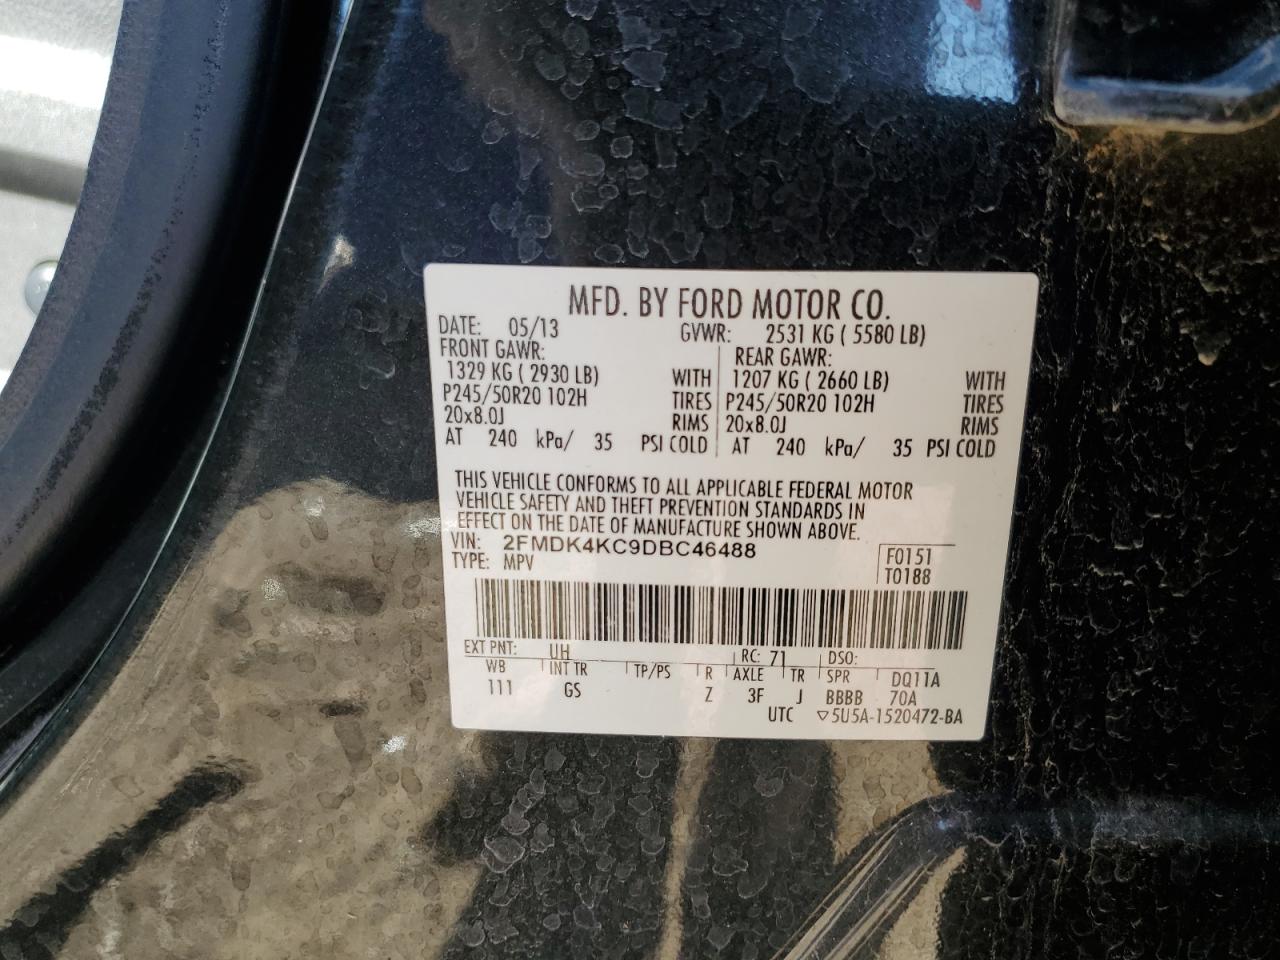 MFD. BY FORD MOTOR CO.
DATE: 05/13 GVWR: 2531 KG ( 5580 LB)
FRONT GAWR: REAR GAWR:
1329 KG ( 2930 LB) WITH 1207 KG ( 2660 LB) WITH
P245/50R20 102H TIRES P245/50R20 102H TIRES
20x8.0J RIMS 20x8.0J RIMS
AT 240 kPa/ 35 PSI COLD AT 240 kPa/ 35 PSI COLD
THIS VEHICLE CONFORMS TO ALL APPLICABLE FEDERAL MOTOR
VEHICLE SAFETY AND THEFT PREVENTION STANDARDS IN
EFFECT ON THE DATE OF MANUFACTURE SHOWN ABOVE.
VIN: 2FMDK4KC9DBC46488 F0151
TYPE: MPV T0188
EXT PNT: UH RC: 71 DSO:
WB INT TR TP/PS R AXLE TR SPR DQ11A
111 GS Z 3F J BBBB 70A
UTC ▽5U5A-1520472-BA